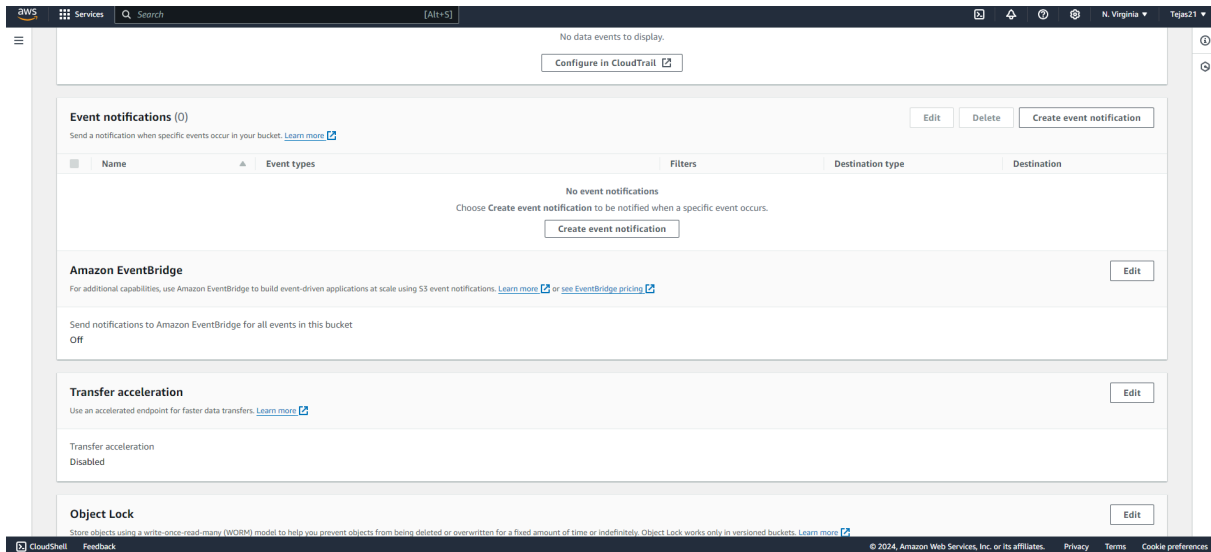 aws Services Search [Alt+S] N. Virginia Tejas21
No data events to display.
Configure in CloudTrail
Event notifications (0) Edit Delete Create event notification
Send a notification when specific events occur in your bucket. Learn more
Name Event types Filters Destination type Destination
No event notifications
Choose Create event notification to be notified when a specific event occurs.
Create event notification
Amazon EventBridge Edit
For additional capabilities, use Amazon EventBridge to build event-driven applications at scale using S3 event notifications. Learn more or see EventBridge pricing
Send notifications to Amazon EventBridge for all events in this bucket
Off
Transfer acceleration Edit
Use an accelerated endpoint for faster data transfers. Learn more
Transfer acceleration
Disabled
Object Lock Edit
Store objects using a write-once-read-many (WORM) model to help you prevent objects from being deleted or overwritten for a fixed amount of time or indefinitely. Object Lock works only in versioned buckets. Learn more
CloudShell Feedback © 2024, Amazon Web Services, Inc. or its affiliates. Privacy Terms Cookie preferences